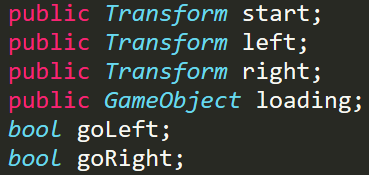 public Transform start;
public Transform left;
public Transform right;
public GameObject loading;
bool goLeft;
bool goRight;